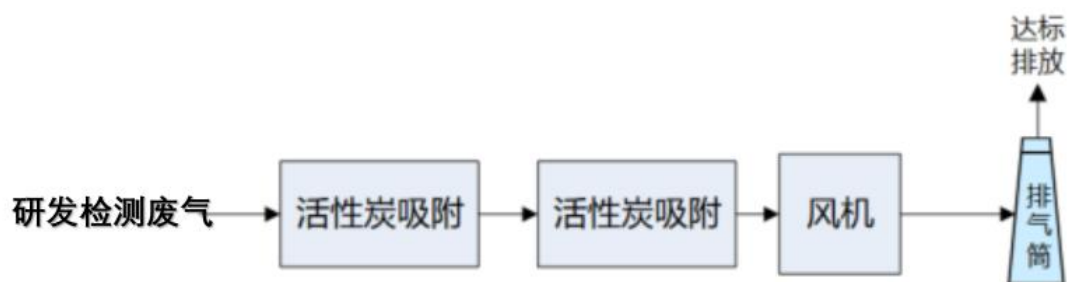 达标
排放
研发检测废气
活性炭吸附
活性炭吸附
风机
排气筒